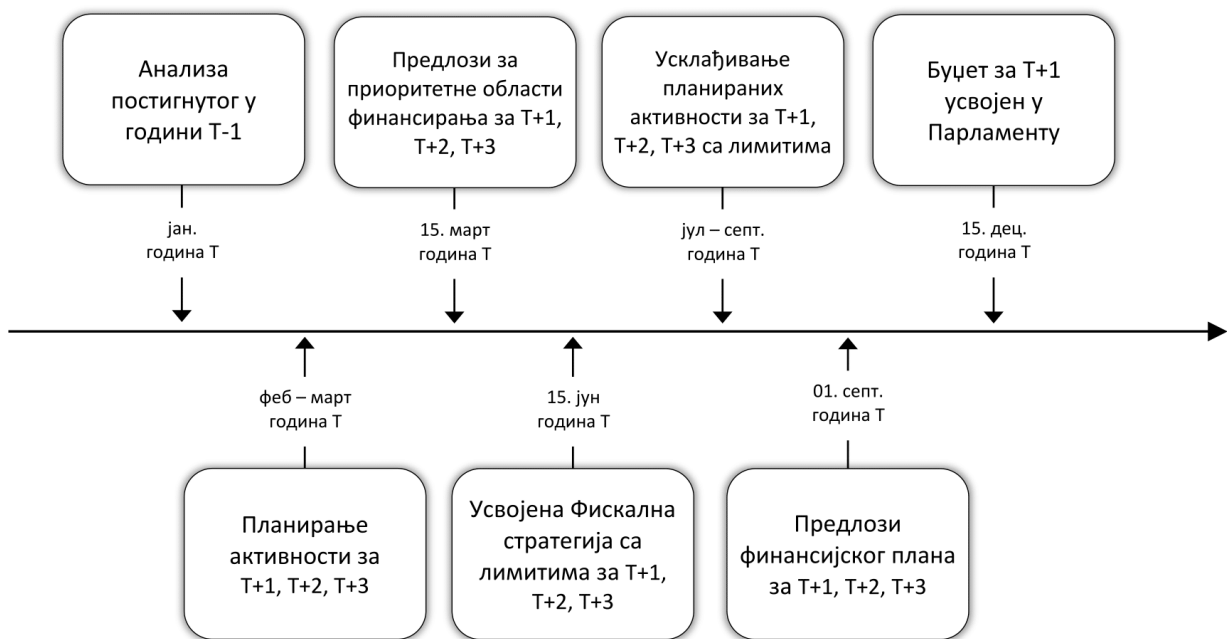 Анализа
постигнутог у
години Т-1
Предлози за
приоритетне области
финансирања за Т+1,
Т+2, Т+3
Усклађивање
планираних
активности за Т+1,
Т+2, Т+3 са лимитима
Буџет за Т+1
усвојен у
Парламенту
јан.
година Т
15. март
година Т
јул – септ.
година Т
15. дец.
година Т
феб – март
година Т
15. јун
година Т
01. септ.
година Т
Планирање
активности за
Т+1, Т+2, Т+3
Усвојена Фискална
стратегија са
лимитима за Т+1,
Т+2, Т+3
Предлози
финансијског плана
за Т+1, Т+2, Т+3